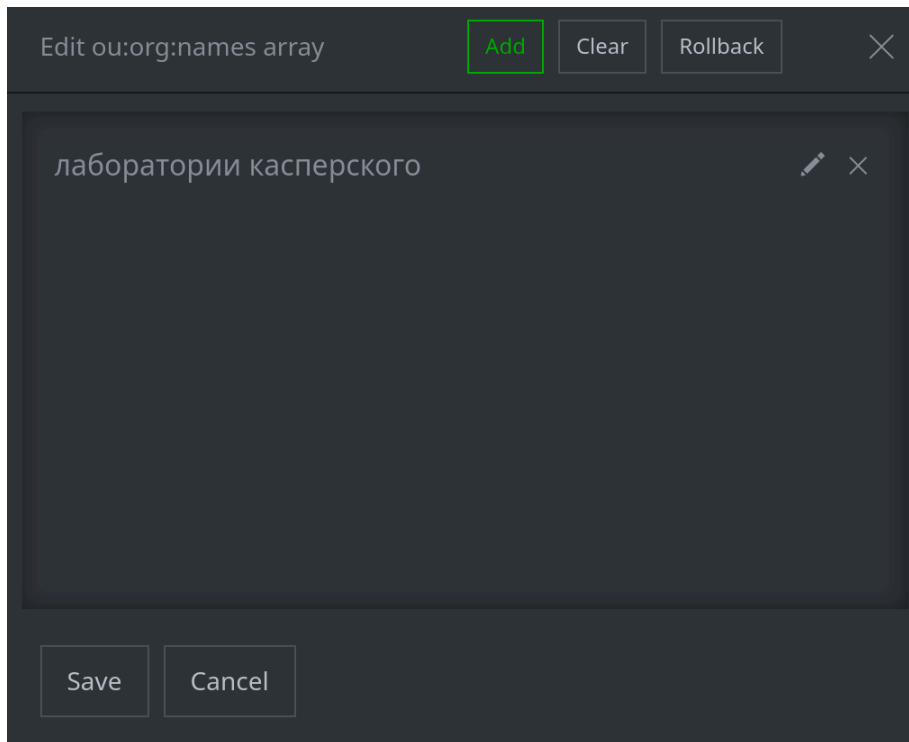 Edit ou:org:names array
Add
Clear
Rollback
лаборатории касперского
Save
Cancel